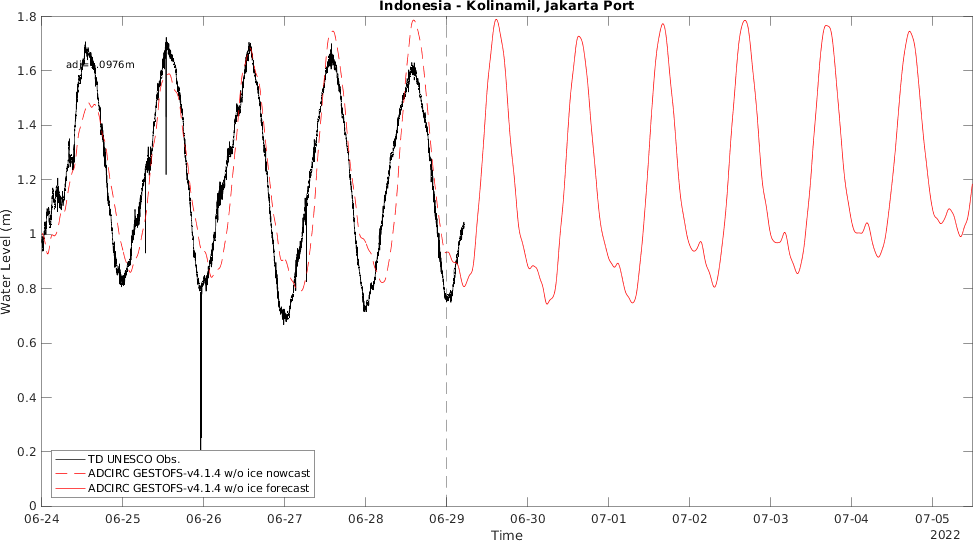 Indonesia - Kolinamil, Jakarta Port
1.8
1.6
1.4
1.2
1
0.8
0.6
0.4
0.2
0
Water Level (m)
TD UNESCO Obs.
ADCIRC GESTOFS-v4.1.4 w/o ice nowcast
ADCIRC GESTOFS-v4.1.4 w/o ice forecast
06-24 06-25 06-26 06-27 06-28 06-29 06-30 07-01 07-02 07-03 07-04 07-05
Time
2022